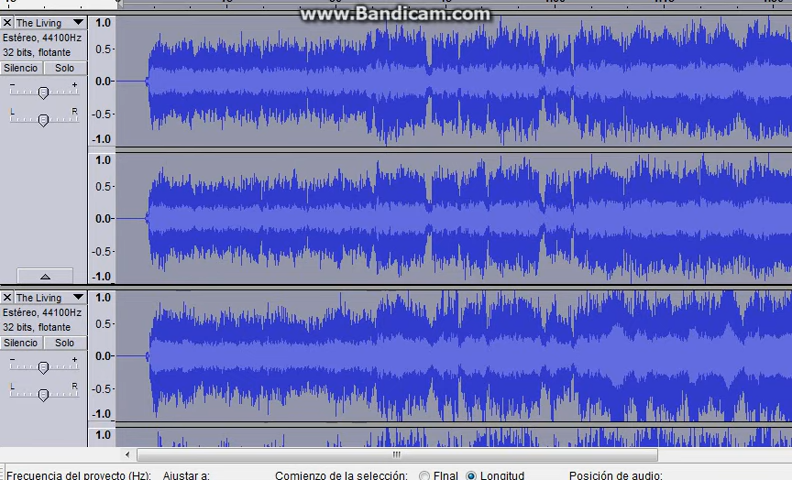 www.Bandicam.com
The Living
Estéreo, 44100Hz
32 bits, flotante
Silencio Solo
- +
L R
1.0
0.5
0.0
-0.5
-1.0
1.0
0.5
0.0
-0.5
-1.0
The Living
Estéreo, 44100Hz
32 bits, flotante
Silencio Solo
- +
L R
1.0
0.5
0.0
-0.5
-1.0
1.0
Frecuencia del proyecto (Hz): Ajustar a: Comienzo de la selección: FInal Longitud Posición de audio: